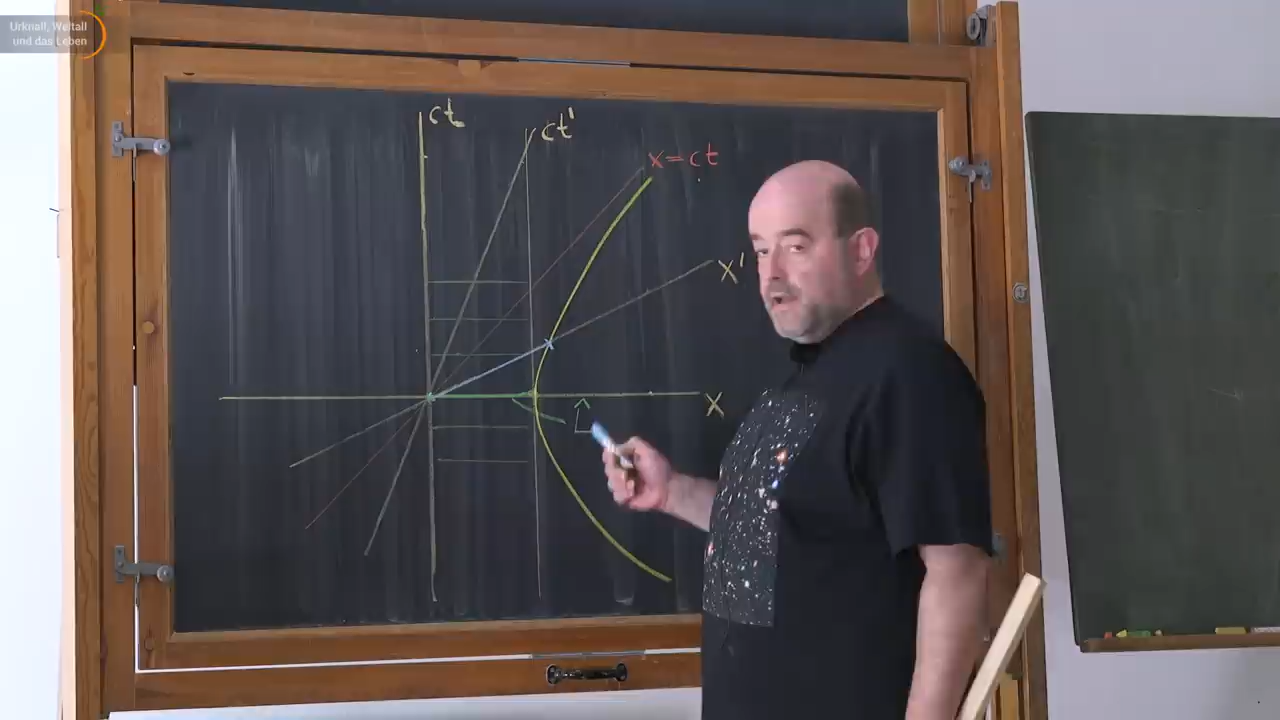 Urknall, Weltall
und das Leben
ct
ct'
x=ct
x'
x